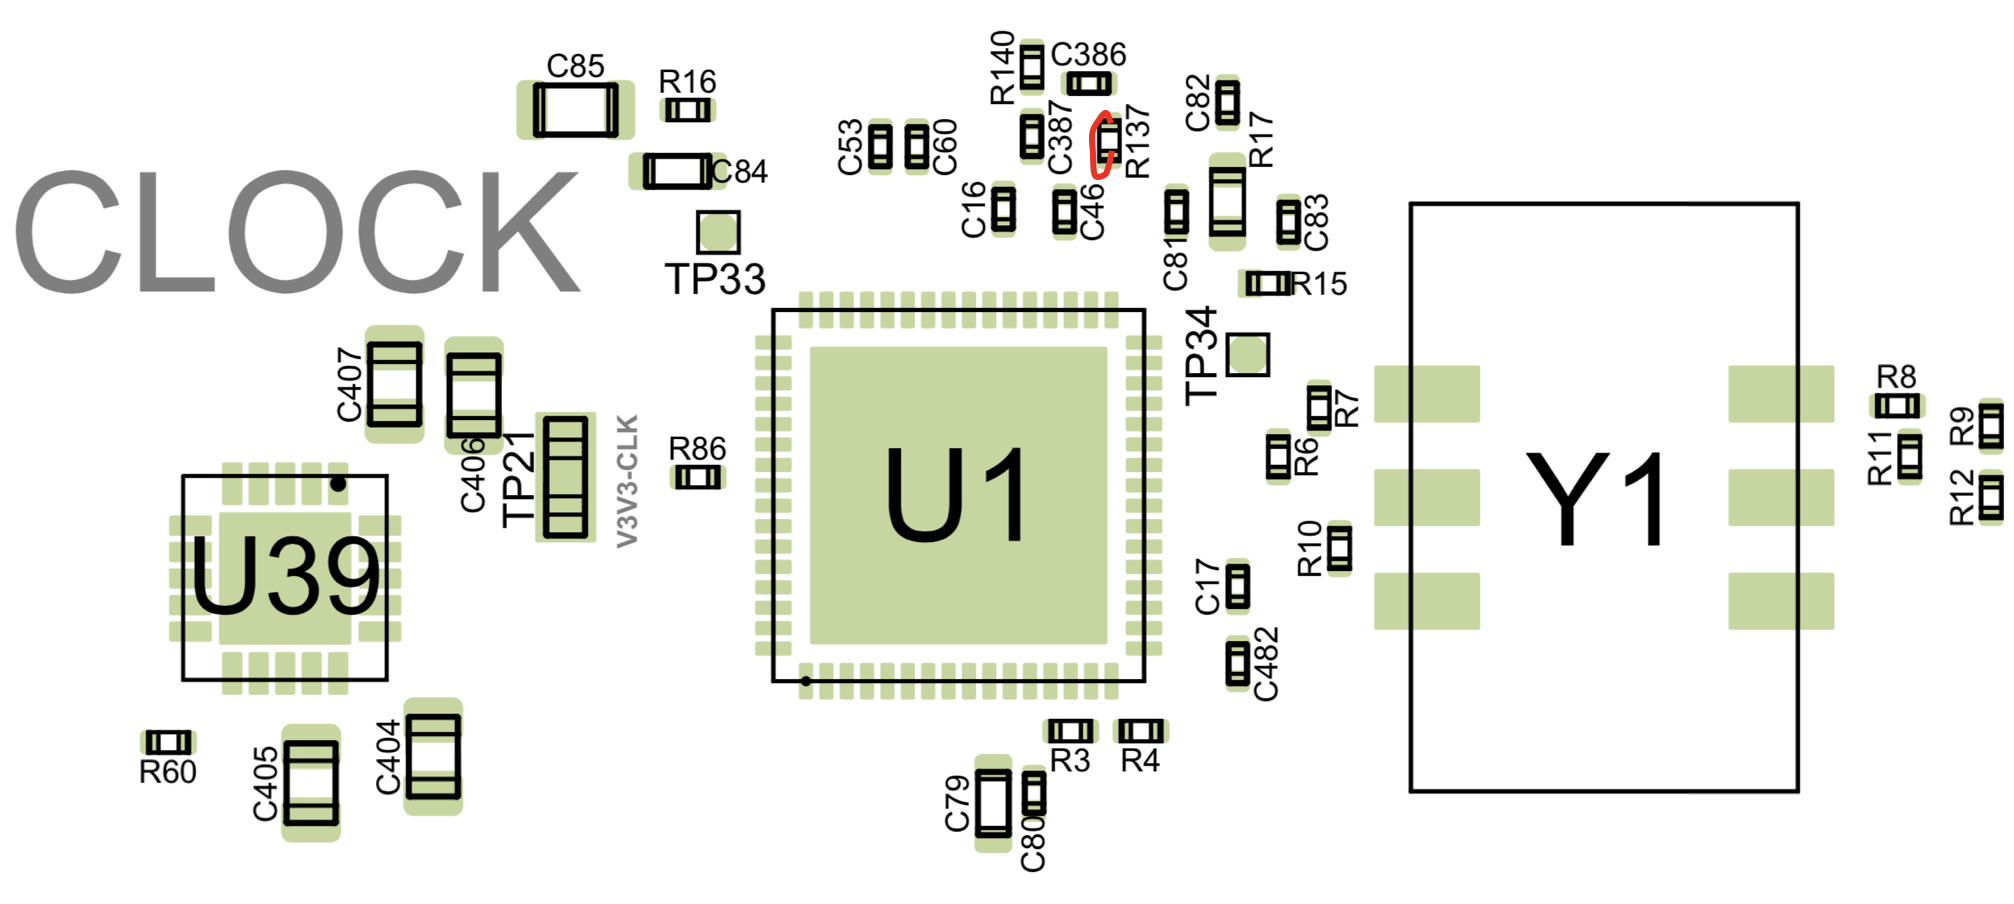 C85
R16
C84
CLOCK
TP33
R140
C386
C53
C60
C387
R137
C16
C46
C82
R17
C81
C83
R15
TP34
C407
C406
TP21
V3V3-CLK
R86
U1
U39
R7
R6
R10
C17
C482
Y1
R8
R9
R11
R12
R60
C405
C404
R3
R4
C79
C80